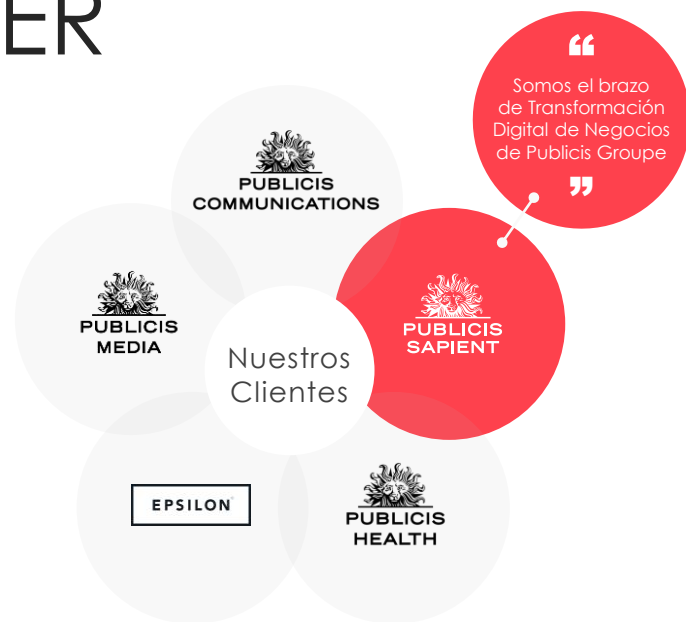 ER
“
Somos el brazo
de Transformación
Digital de Negocios
de Publicis Groupe
”
PUBLICIS
COMMUNICATIONS
PUBLICIS
MEDIA
PUBLICIS
SAPIENT
Nuestros
Clientes
EPSILON
PUBLICIS
HEALTH